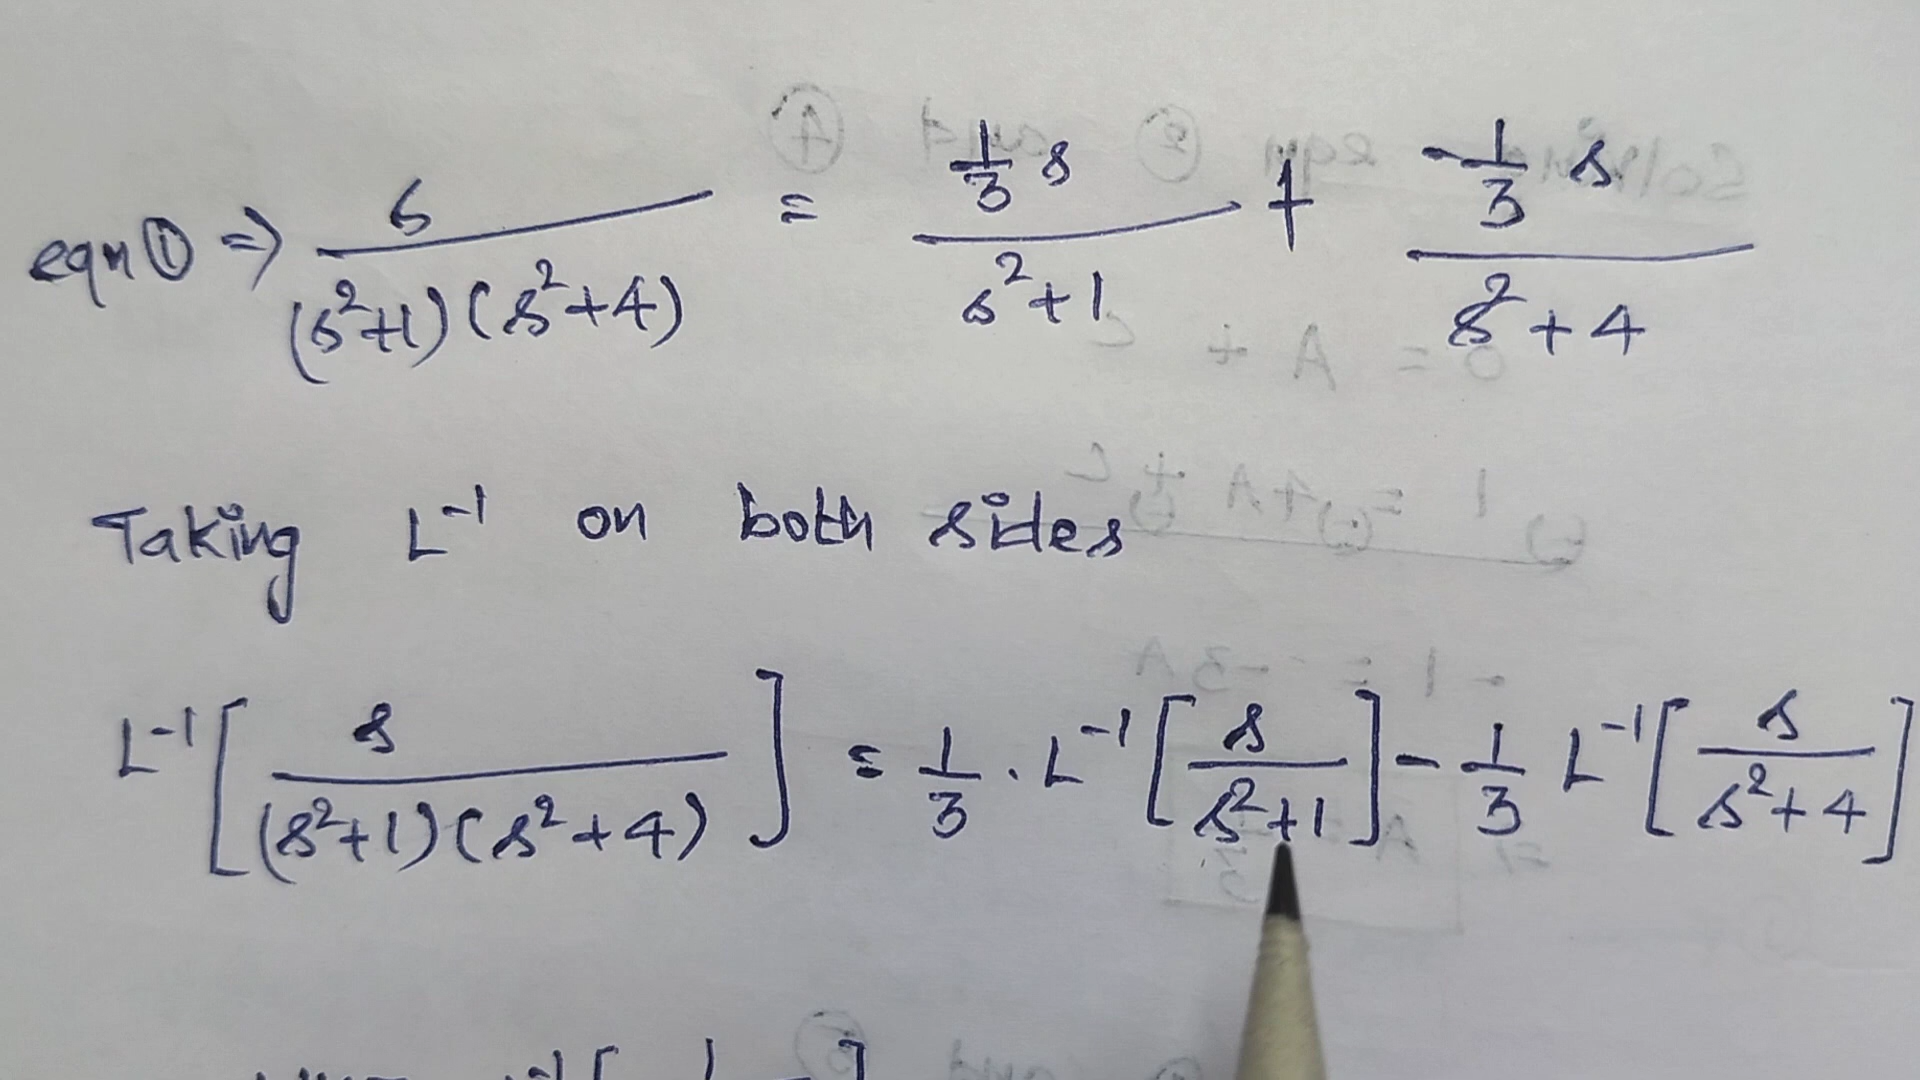 eqn ① ⇒ s/((s²+1)(s²+4)) = (1/3 s)/(s²+1) + (-1/3 s)/(s²+4)
Taking L⁻¹ on both sides
L⁻¹[s/((s²+1)(s²+4))] = 1/3 · L⁻¹[s/(s²+1)] - 1/3 L⁻¹[s/(s²+4)]